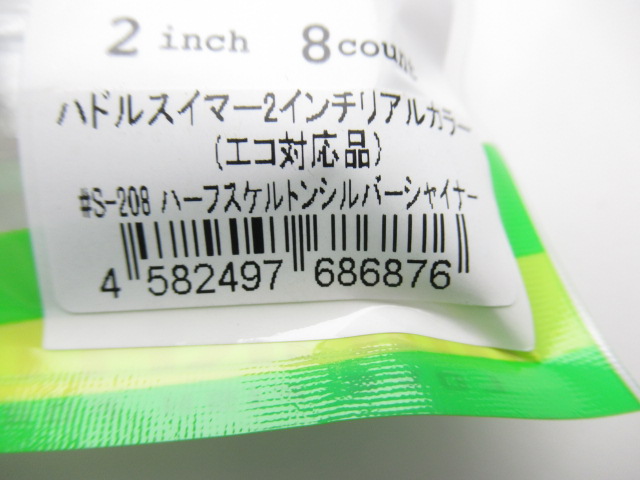 2 inch 8 count
ハドルスイマー2インチリアルカラー
(エコ対応品)
#S-208 ハーフスケルトンシルバーシャイナー
4 582497 686876